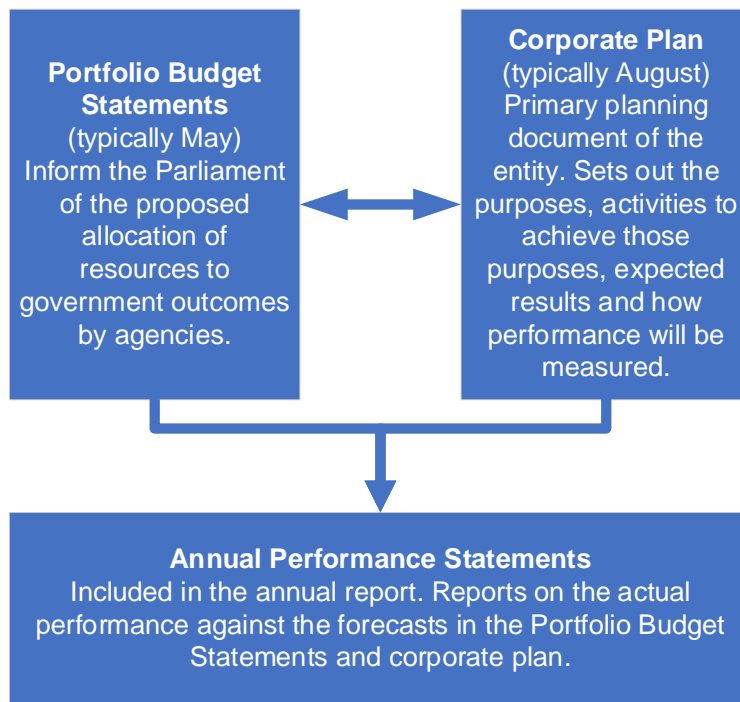 Portfolio Budget
Statements
(typically May)
Inform the Parliament
of the proposed
allocation of
resources to
government outcomes
by agencies.
Corporate Plan
(typically August)
Primary planning
document of the
entity. Sets out the
purposes, activities to
achieve those
purposes, expected
results and how
performance will be
measured.
Annual Performance Statements
Included in the annual report. Reports on the actual
performance against the forecasts in the Portfolio Budget
Statements and corporate plan.